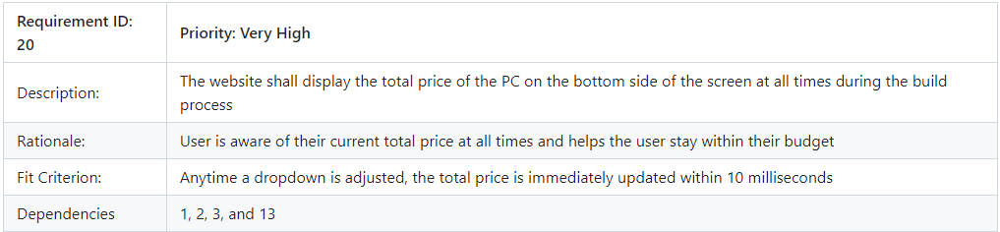 Requirement ID:
20
Priority: Very High
Description:
The website shall display the total price of the PC on the bottom side of the screen at all times during the build
process
Rationale:
User is aware of their current total price at all times and helps the user stay within their budget
Fit Criterion:
Anytime a dropdown is adjusted, the total price is immediately updated within 10 milliseconds
Dependencies
1, 2, 3, and 13